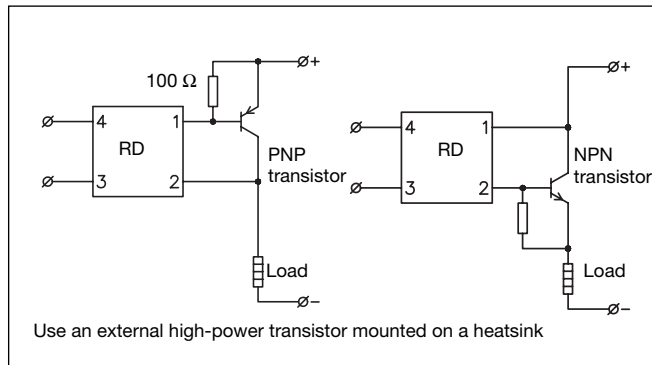 100 Ω
+
4
1
RD
3
2
PNP
transistor
Load
−
+
4
1
RD
3
2
NPN
transistor
Load
−
Use an external high-power transistor mounted on a heatsink